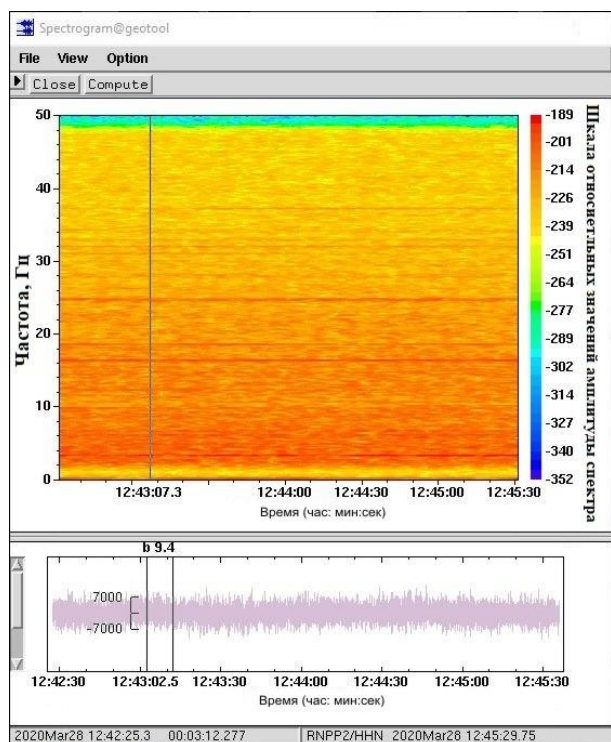 Spectrogram@geotool
File View Option
Close Compute
50
40
30
20
10
0
Частота, Гц
12:43:07.3 12:44:00 12:44:30 12:45:00 12:45:30
Время (час: мин:сек)
-189
-201
-214
-226
-239
-251
-264
-277
-289
-302
-314
-327
-340
-352
Шкала относиетльных значений амплитуды спектра
b 9.4
7000
-7000
12:42:30 12:43:02.5 12:43:30 12:44:00 12:44:30 12:45:00 12:45:30
Время (час: мин:сек)
2020Mar28 12:42:25.3 00:03:12.277 RNPP2/HHN 2020Mar28 12:45:29.75